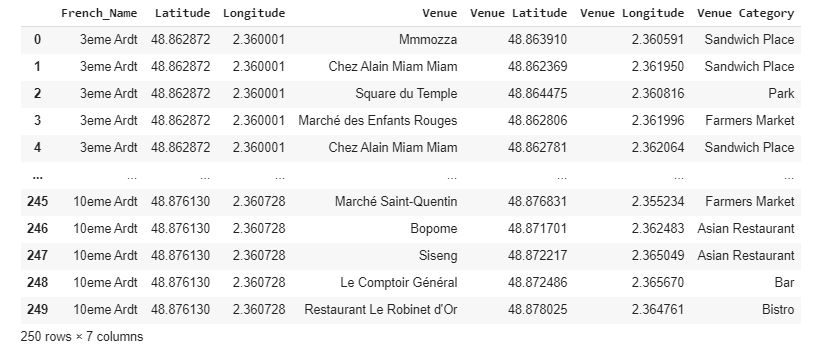 French_Name Latitude Longitude Venue Venue Latitude Venue Longitude Venue Category
0 3eme Ardt 48.862872 2.360001 Mmmozza 48.863910 2.360591 Sandwich Place
1 3eme Ardt 48.862872 2.360001 Chez Alain Miam Miam 48.862369 2.361950 Sandwich Place
2 3eme Ardt 48.862872 2.360001 Square du Temple 48.864475 2.360816 Park
3 3eme Ardt 48.862872 2.360001 Marché des Enfants Rouges 48.862806 2.361996 Farmers Market
4 3eme Ardt 48.862872 2.360001 Chez Alain Miam Miam 48.862781 2.362064 Sandwich Place
... ... ... ... ... ... ... ...
245 10eme Ardt 48.876130 2.360728 Marché Saint-Quentin 48.876831 2.355234 Farmers Market
246 10eme Ardt 48.876130 2.360728 Bopome 48.871701 2.362483 Asian Restaurant
247 10eme Ardt 48.876130 2.360728 Siseng 48.872217 2.365049 Asian Restaurant
248 10eme Ardt 48.876130 2.360728 Le Comptoir Général 48.872486 2.365670 Bar
249 10eme Ardt 48.876130 2.360728 Restaurant Le Robinet d'Or 48.878025 2.364761 Bistro
250 rows × 7 columns